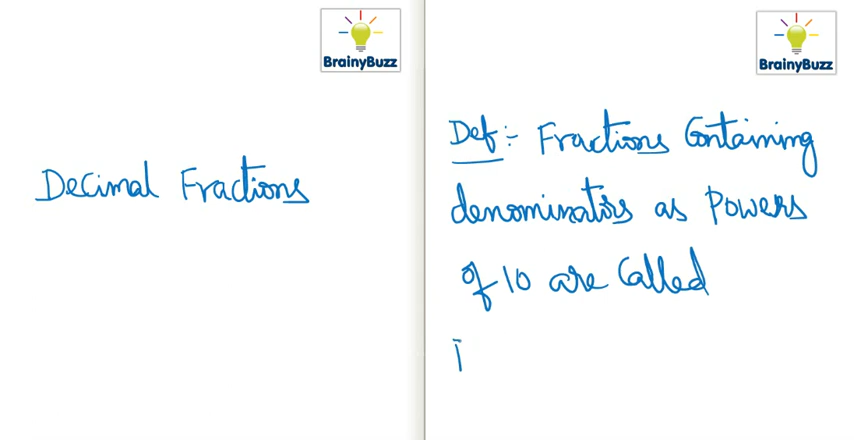 BrainyBuzz
Decimal Fractions
BrainyBuzz
Def :- Fractions Containing
denominators as Powers
of 10 are Called